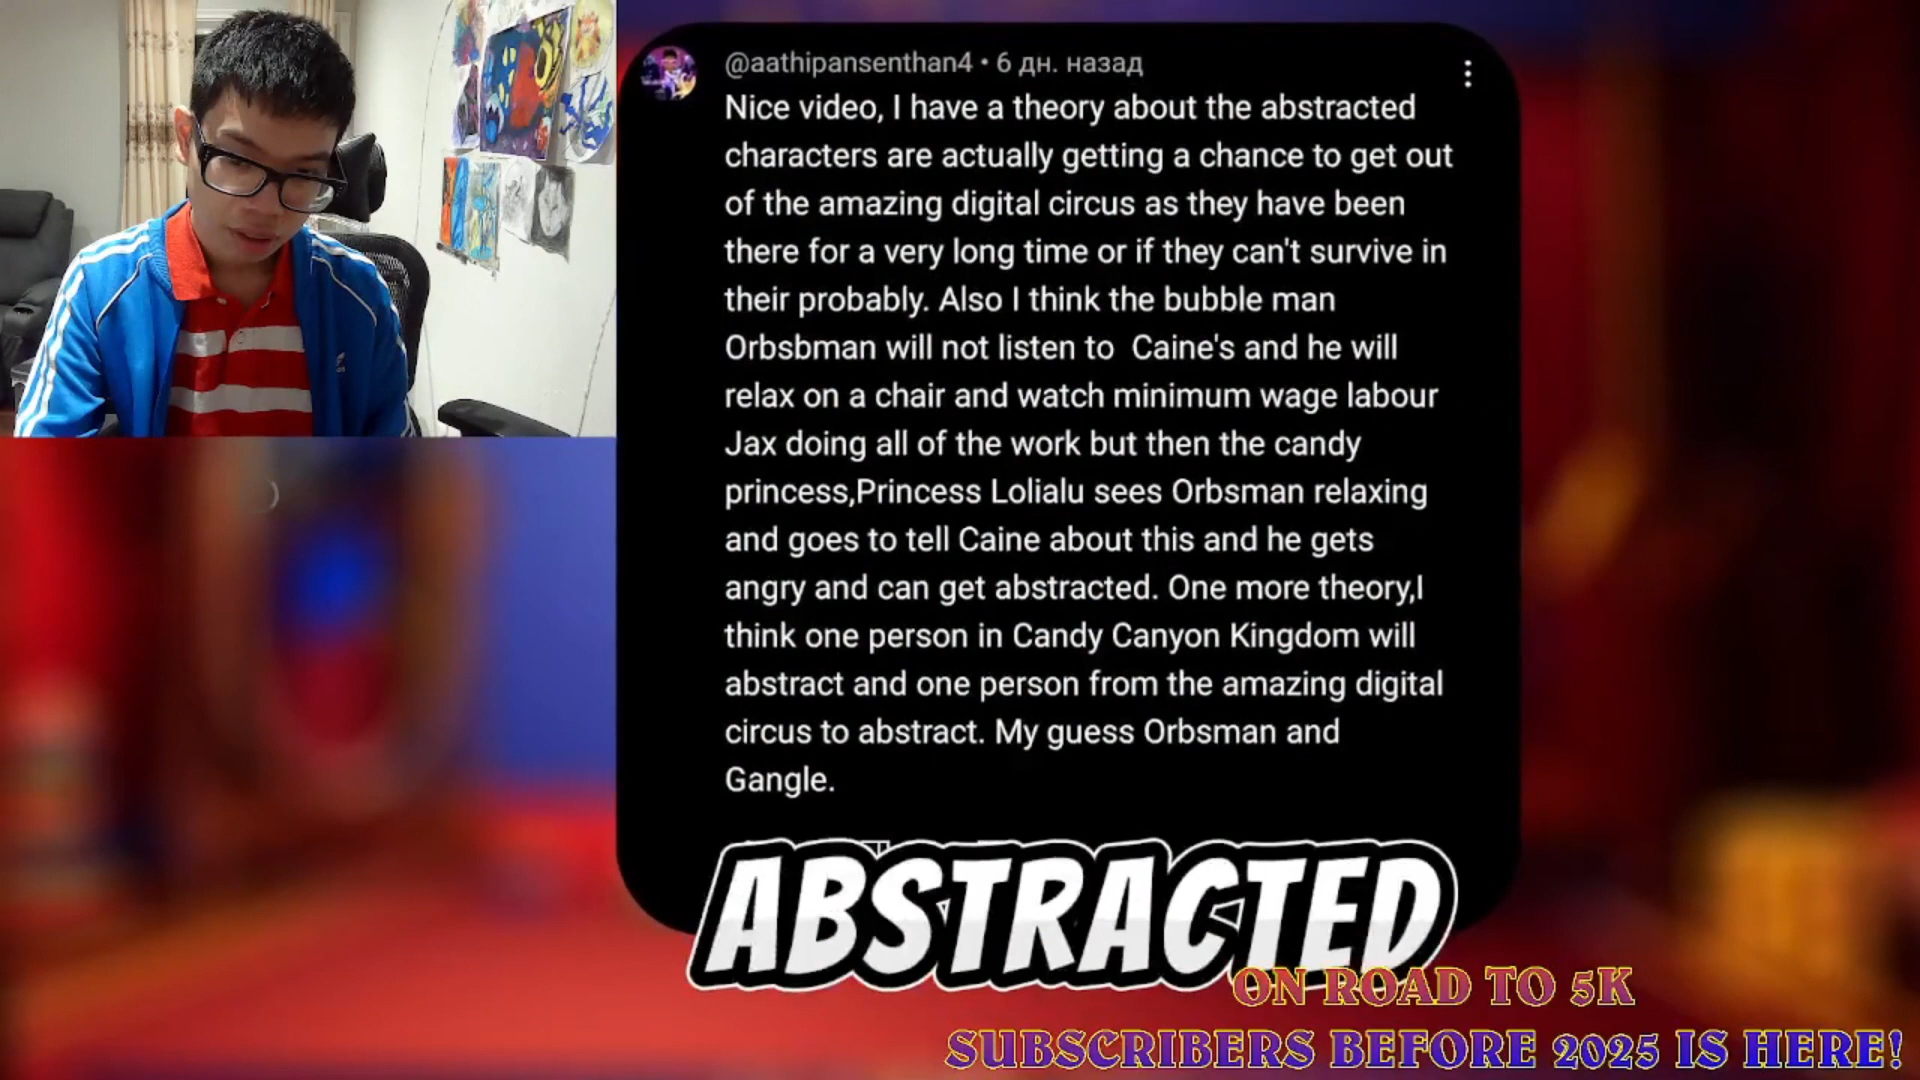 @aathipansenthan4 • 6 дн. назад
Nice video, I have a theory about the abstracted
characters are actually getting a chance to get out
of the amazing digital circus as they have been
there for a very long time or if they can't survive in
their probably. Also I think the bubble man
Orbsbman will not listen to  Caine's and he will
relax on a chair and watch minimum wage labour
Jax doing all of the work but then the candy
princess,Princess Lolialu sees Orbsman relaxing
and goes to tell Caine about this and he gets
angry and can get abstracted. One more theory,I
think one person in Candy Canyon Kingdom will
abstract and one person from the amazing digital
circus to abstract. My guess Orbsman and
Gangle.
ABSTRACTED
ON ROAD TO 5K
SUBSCRIBERS BEFORE 2025 IS HERE!